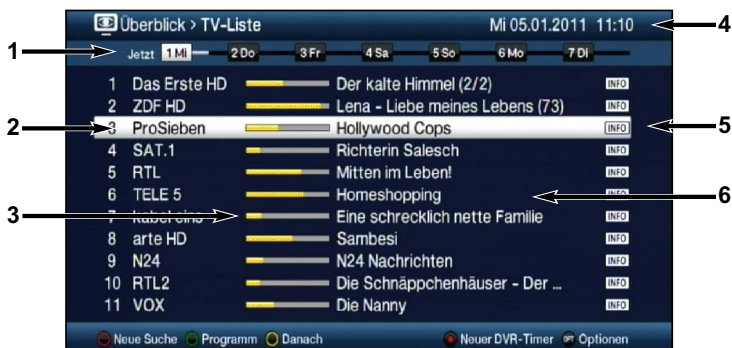 Überblick > TV-Liste Mi 05.01.2011 11:10 4
1 Jetzt 1 Mi 2 Do 3 Fr 4 Sa 5 So 6 Mo 7 Di
1 Das Erste HD Der kalte Himmel (2/2) INFO
2 ZDF HD Lena - Liebe meines Lebens (73) INFO
2 3 ProSieben Hollywood Cops INFO 5
4 SAT.1 Richterin Salesch INFO
5 RTL Mitten im Leben! INFO
6 TELE 5 Homeshopping INFO 6
3 7 kabel eins Eine schrecklich nette Familie INFO
8 arte HD Sambesi INFO
9 N24 N24 Nachrichten INFO
10 RTL2 Die Schnäppchenhäuser - Der ... INFO
11 VOX Die Nanny INFO
Neue Suche Programm Danach Neuer DVR-Timer OPT Optionen